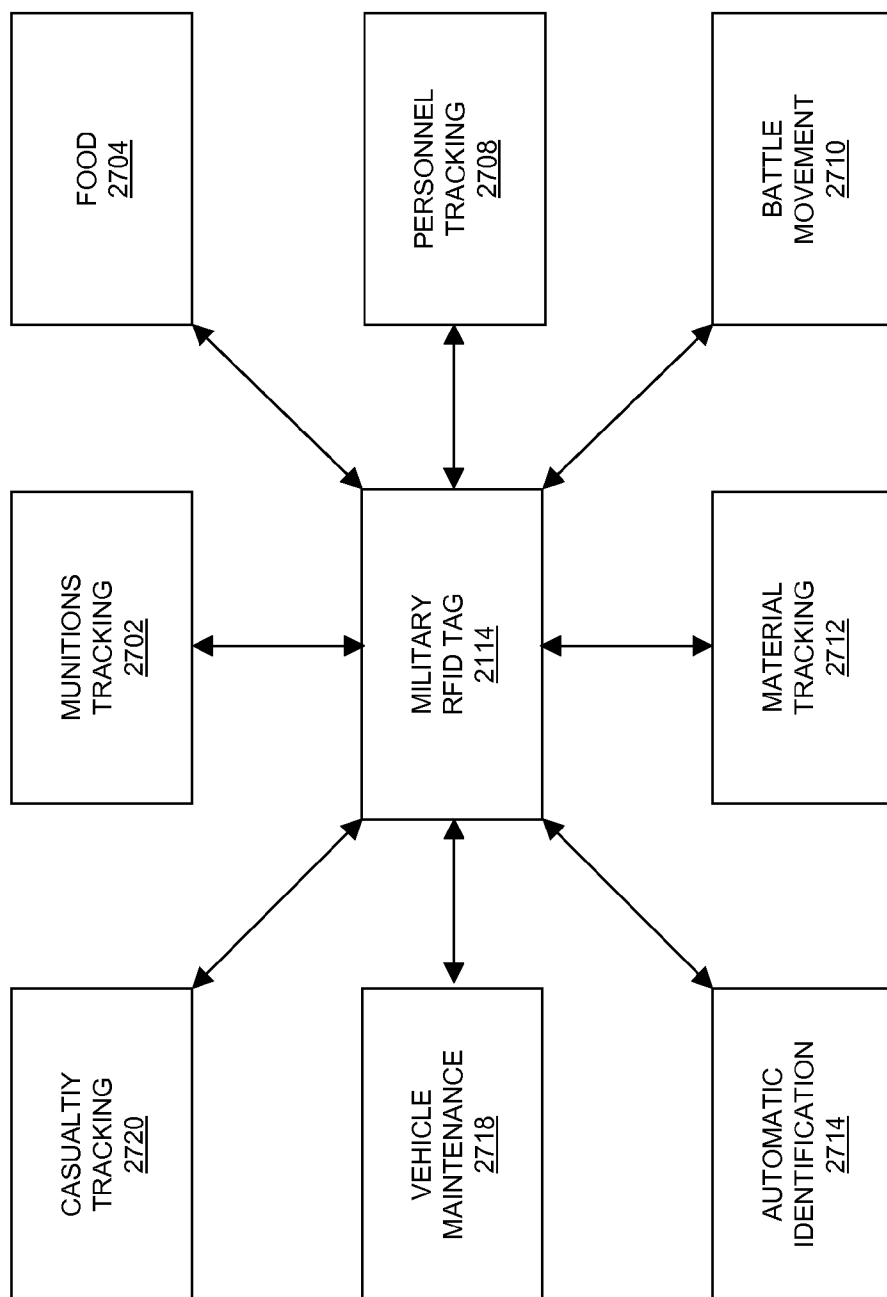 CASUALTIY
TRACKING
2720
MUNITIONS
TRACKING
2702
FOOD
2704
VEHICLE
MAINTENANCE
2718
MILITARY
RFID TAG
2114
PERSONNEL
TRACKING
2708
AUTOMATIC
IDENTIFICATION
2714
MATERIAL
TRACKING
2712
BATTLE
MOVEMENT
2710